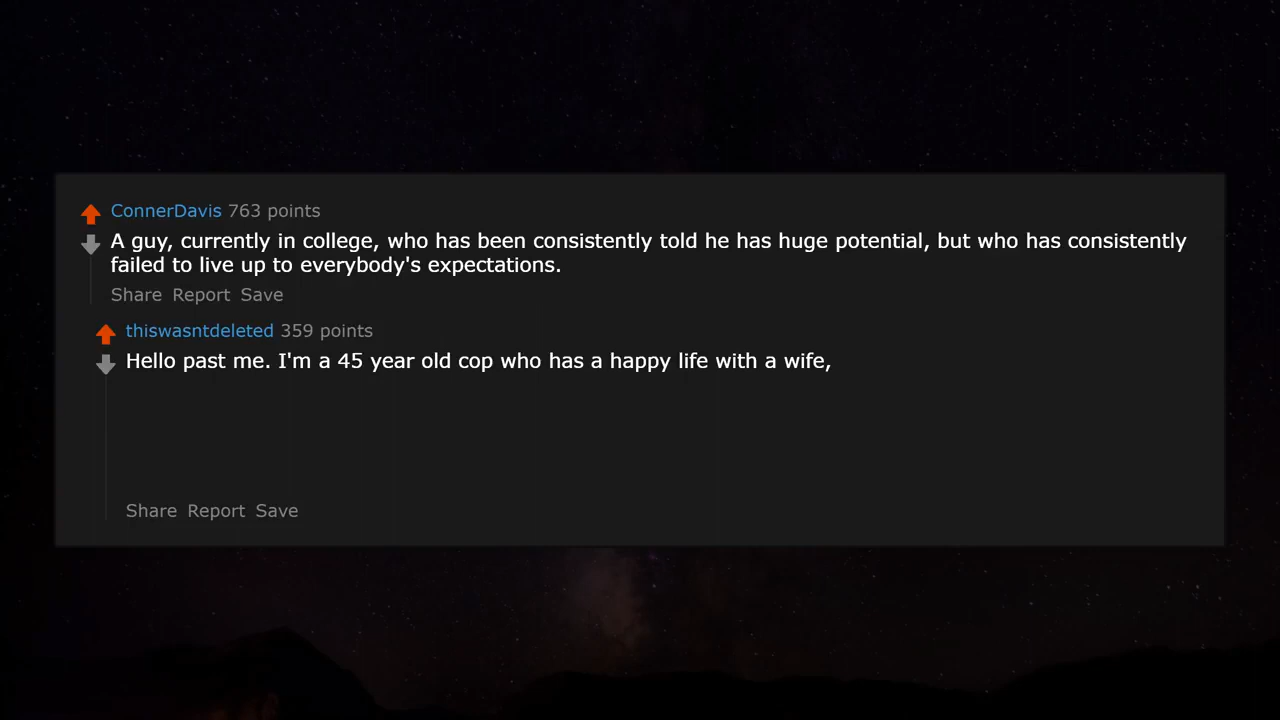 ConnerDavis 763 points
A guy, currently in college, who has been consistently told he has huge potential, but who has consistently
failed to live up to everybody's expectations.
Share Report Save
thiswasntdeleted 359 points
Hello past me. I'm a 45 year old cop who has a happy life with a wife,
Share Report Save